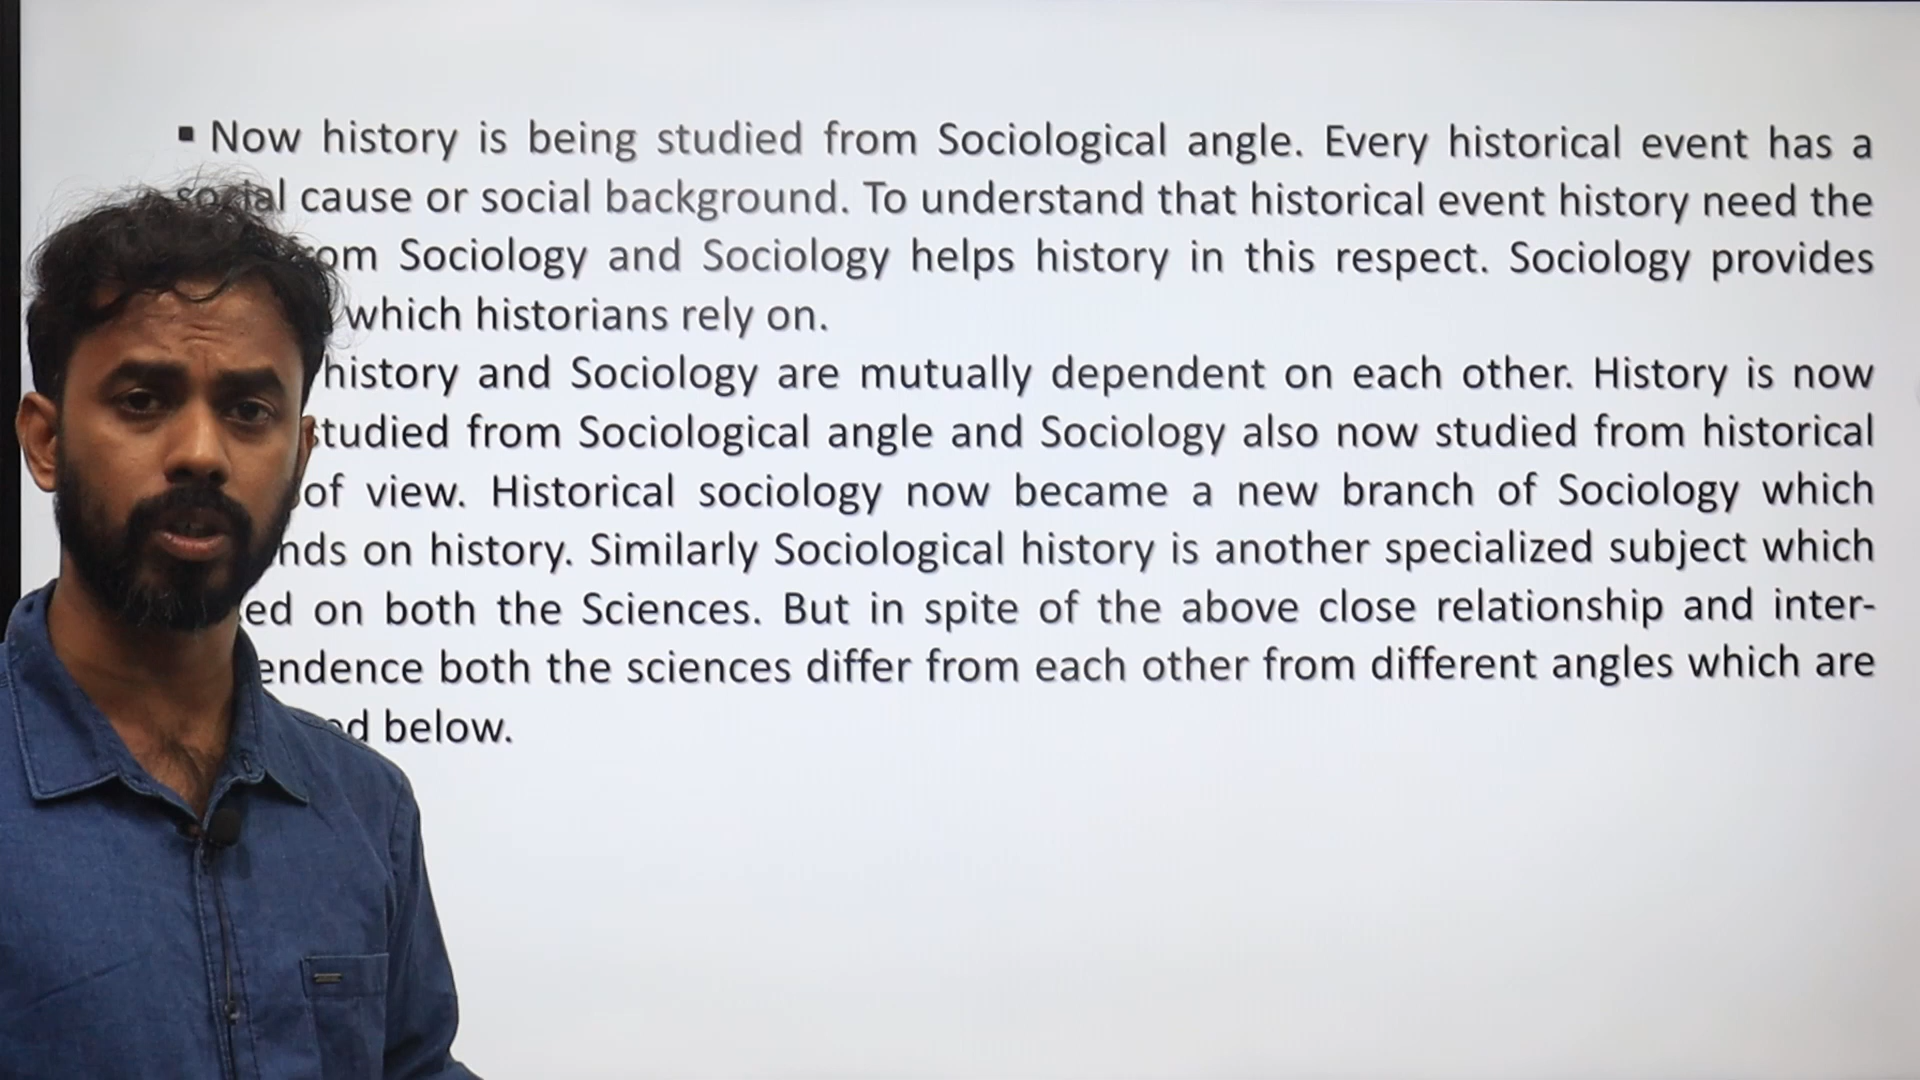 ▪ Now history is being studied from Sociological angle. Every historical event has a
social cause or social background. To understand that historical event history need the
Sociology and Sociology helps history in this respect. Sociology provides
which historians rely on.
history and Sociology are mutually dependent on each other. History is now
studied from Sociological angle and Sociology also now studied from historical
of view. Historical sociology now became a new branch of Sociology which
on history. Similarly Sociological history is another specialized subject which
on both the Sciences. But in spite of the above close relationship and inter-
both the sciences differ from each other from different angles which are
below.